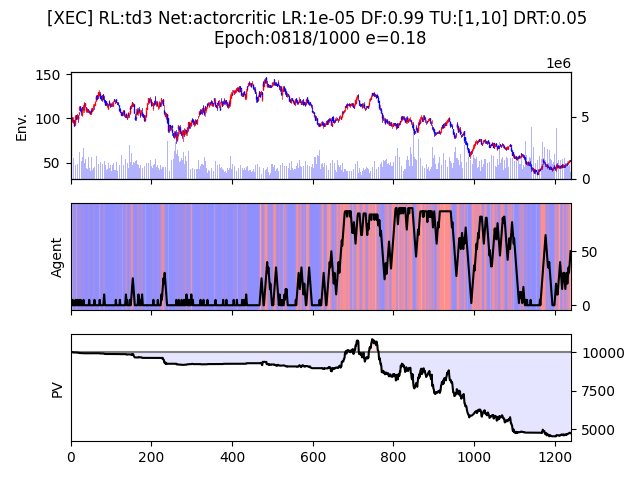 [XEC] RL:td3 Net:actorcritic LR:1e-05 DF:0.99 TU:[1,10] DRT:0.05
Epoch:0818/1000 e=0.18
1e6
150
100
50
Env.
5
0
Agent
50
0
PV
10000
7500
5000
0 200 400 600 800 1000 1200